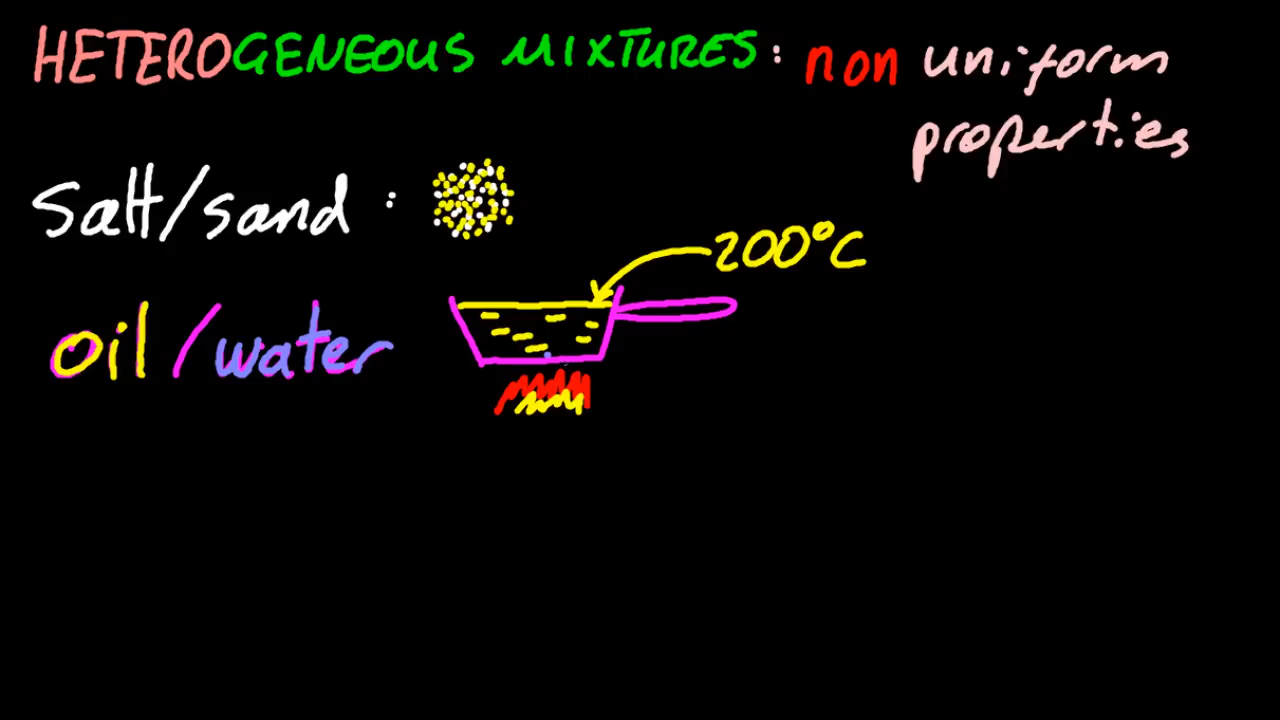 HETEROGENEOUS MIXTURES: non uniform
properties
Salt/sand :
200°C
oil/water